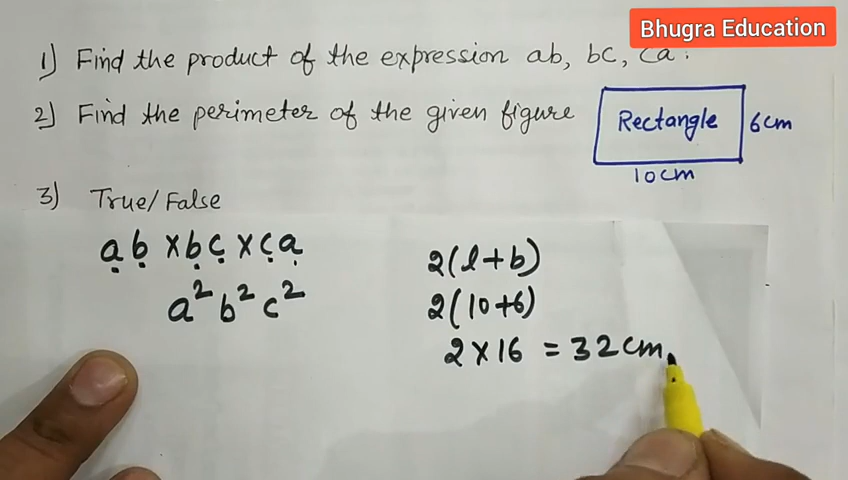 Bhugra Education
1) Find the product of the expression ab, bc, ca.
2) Find the perimeter of the given figure
Rectangle
6cm
10cm
3) True/False
ab × bc × ca
a²b²c²
2(l+b)
2(10+6)
2×16 = 32cm